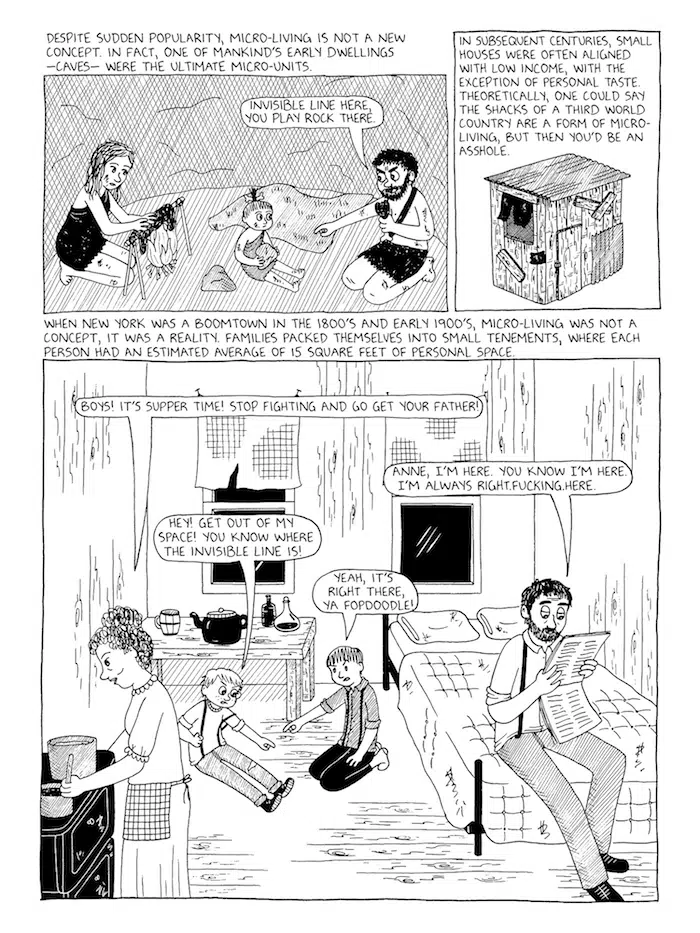 DESPITE SUDDEN POPULARITY, MICRO-LIVING IS NOT A NEW
CONCEPT. IN FACT, ONE OF MANKIND'S EARLY DWELLINGS
—CAVES— WERE THE ULTIMATE MICRO-UNITS.
INVISIBLE LINE HERE,
YOU PLAY ROCK THERE.
IN SUBSEQUENT CENTURIES, SMALL
HOUSES WERE OFTEN ALIGNED
WITH LOW INCOME, WITH THE
EXCEPTION OF PERSONAL TASTE.
THEORETICALLY, ONE COULD SAY
THE SHACKS OF A THIRD WORLD
COUNTRY ARE A FORM OF MICRO-
LIVING, BUT THEN YOU'D BE AN
ASSHOLE.
WHEN NEW YORK WAS A BOOMTOWN IN THE 1800'S AND EARLY 1900'S, MICRO-LIVING WAS NOT A
CONCEPT, IT WAS A REALITY. FAMILIES PACKED THEMSELVES INTO SMALL TENEMENTS, WHERE EACH
PERSON HAD AN ESTIMATED AVERAGE OF 15 SQUARE FEET OF PERSONAL SPACE.
BOYS! IT'S SUPPER TIME! STOP FIGHTING AND GO GET YOUR FATHER!
ANNE, I'M HERE. YOU KNOW I'M HERE.
I'M ALWAYS RIGHT.FUCKING.HERE.
HEY! GET OUT OF MY
SPACE! YOU KNOW WHERE
THE INVISIBLE LINE IS!
YEAH, IT'S
RIGHT THERE,
YA FOPDOODLE!